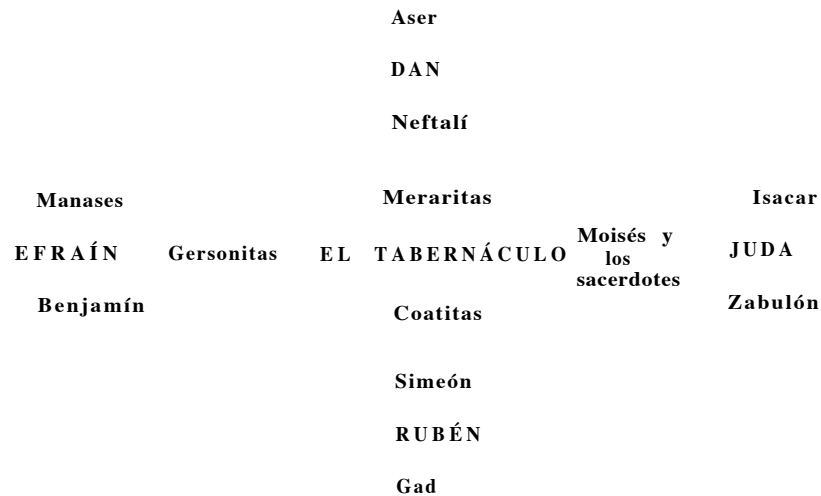 Aser
DAN
Neftalí
Manases
Meraritas
Isacar
EFRAÍN
Gersonitas
EL TABERNÁCULO
Moisés y
los
sacerdotes
JUDA
Benjamín
Coatitas
Zabulón
Simeón
RUBÉN
Gad